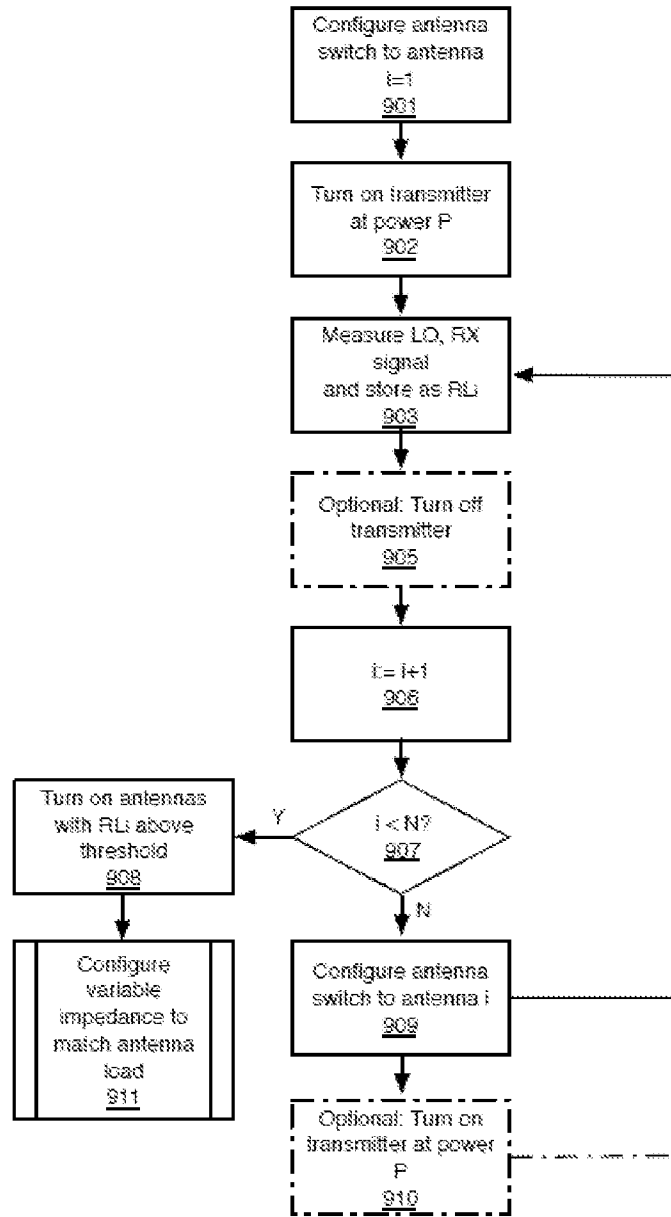 Configure antenna
switch to antenna
i=1
901
Turn on transmitter
at power P
902
Measure LO, RX
signal
and store as RLi
903
Optional: Turn off
transmitter
905
i:= i+1
906
i < N?
907
Y
N
Turn on antennas
with RLi above
threshold
908
Configure
variable
impedance to
match antenna
load
911
Configure antenna
switch to antenna i
909
Optional: Turn on
transmitter at power
P
910